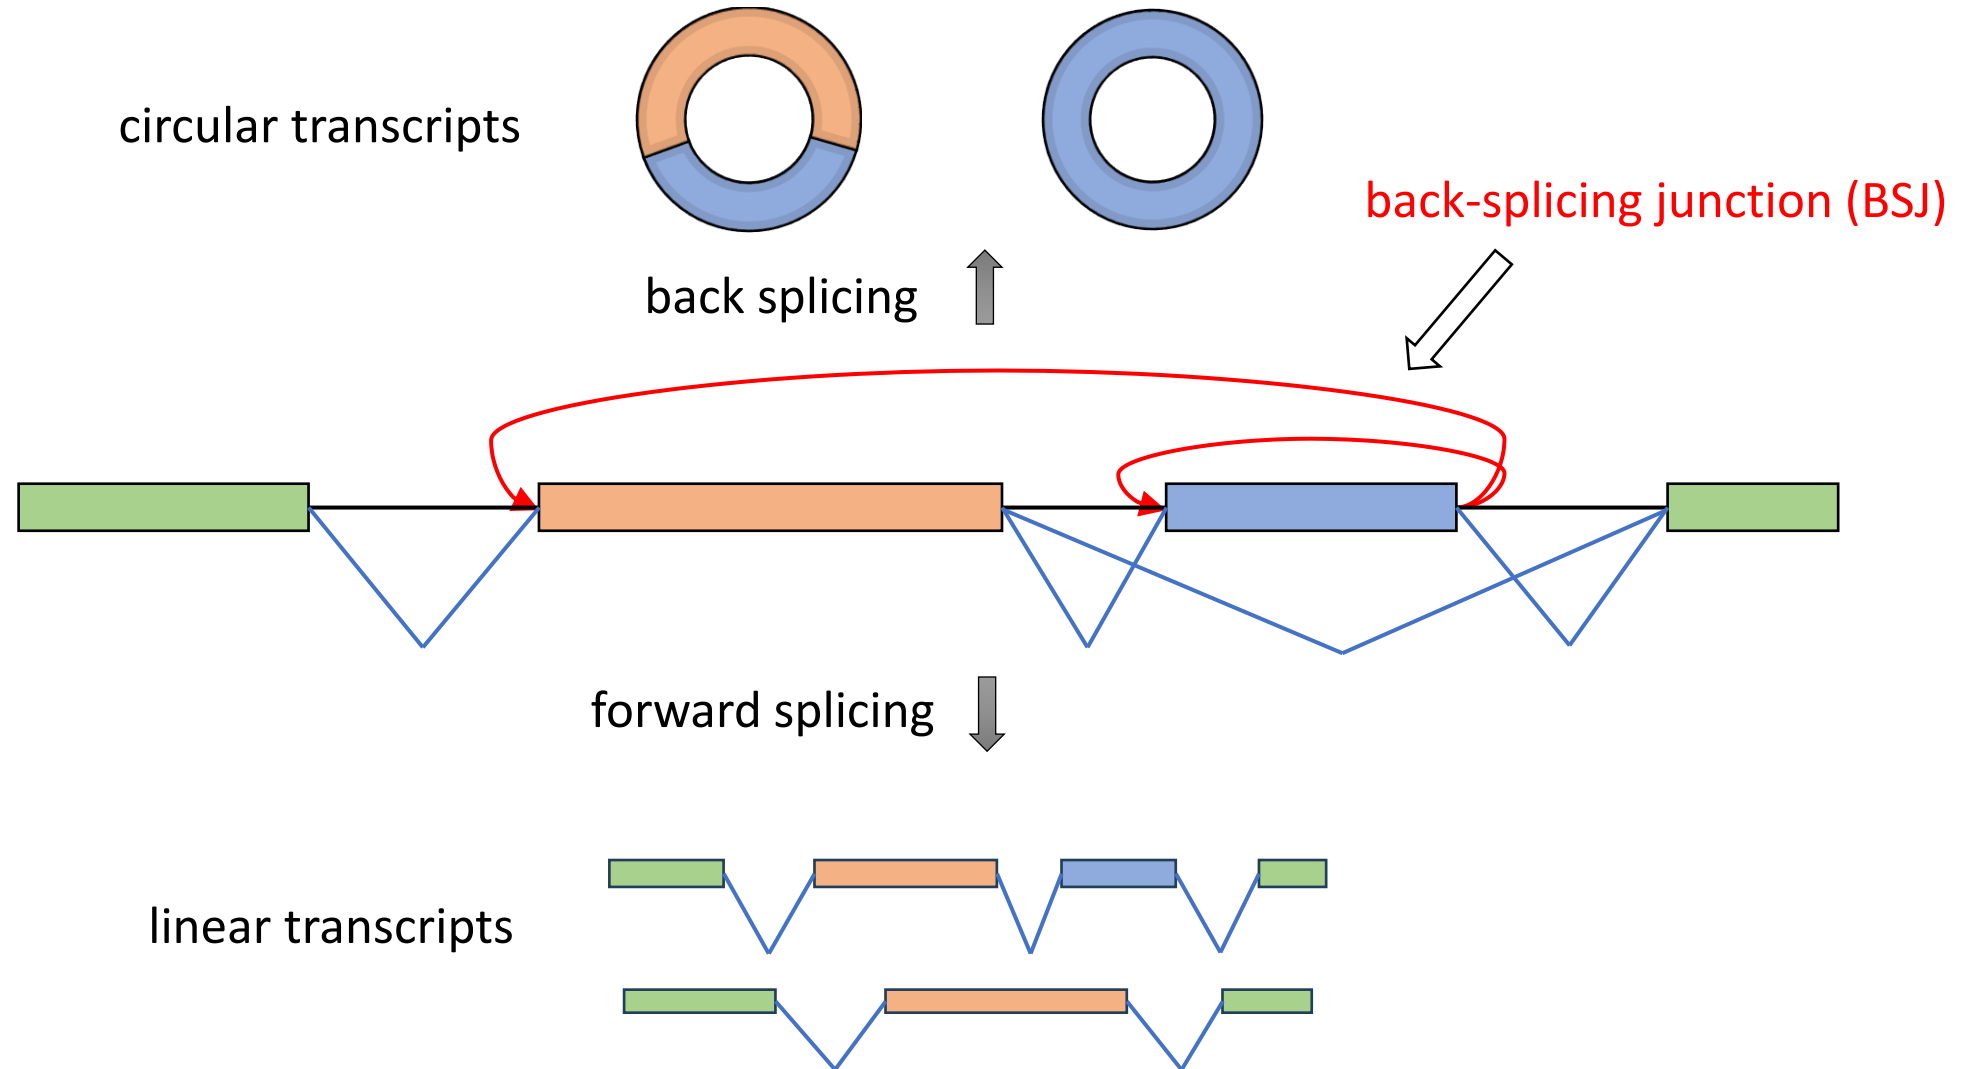 circular transcripts
back-splicing junction (BSJ)
back splicing
forward splicing
linear transcripts